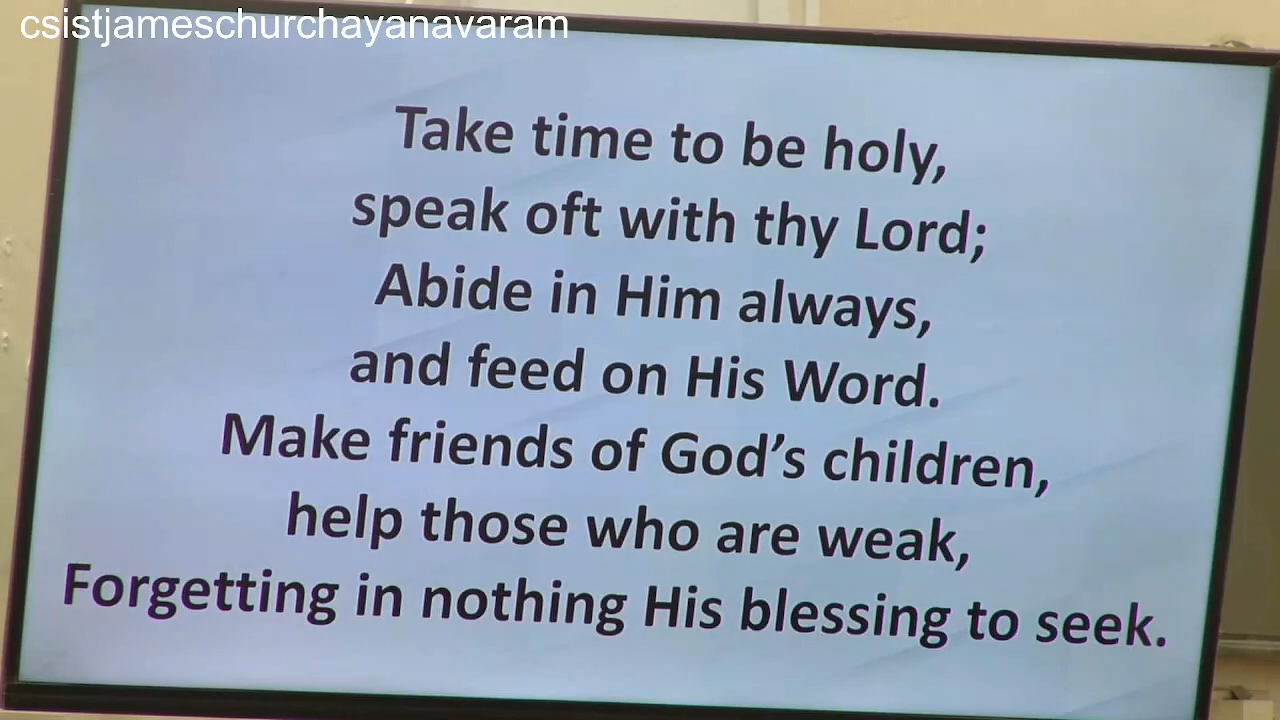 csistjameschurchayanavaram
Take time to be holy,
speak oft with thy Lord;
Abide in Him always,
and feed on His Word.
Make friends of God’s children,
help those who are weak,
Forgetting in nothing His blessing to seek.